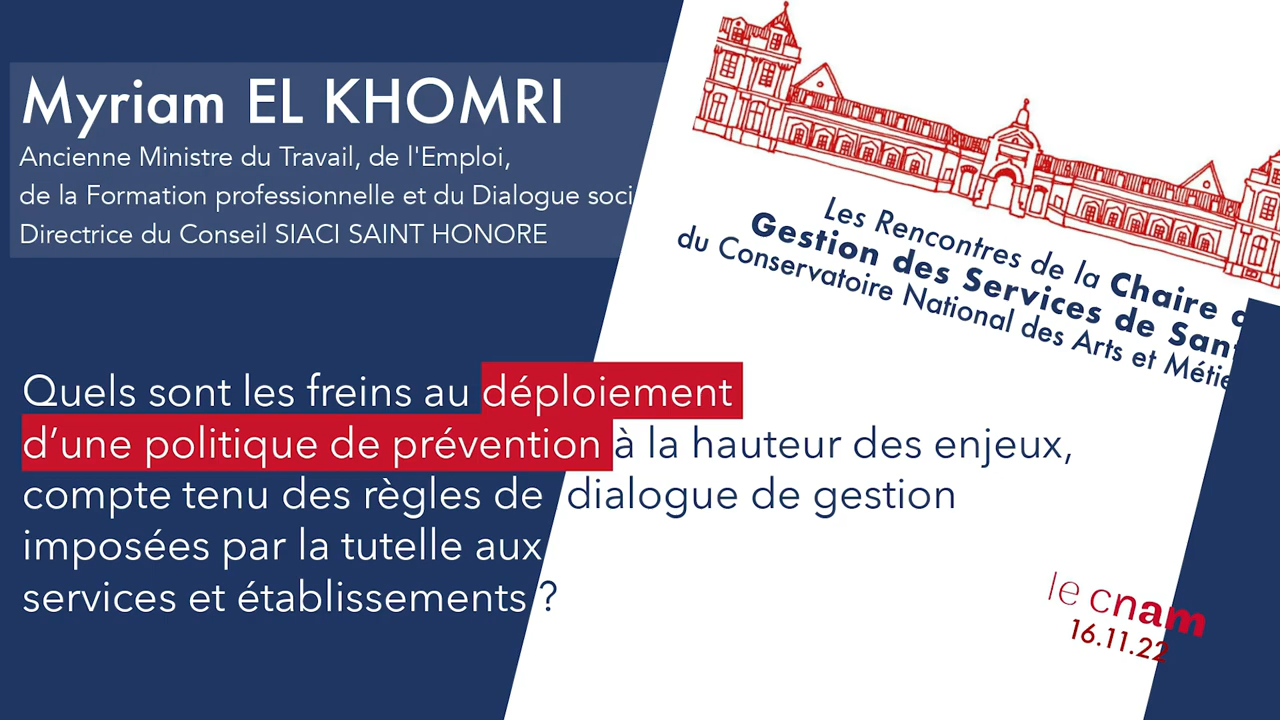 Myriam EL KHOMRI
Ancienne Ministre du Travail, de l'Emploi,
de la Formation professionnelle et du Dialogue soci
Directrice du Conseil SIACI SAINT HONORE
Les Rencontres de la Chaire
Gestion des Services de Sant
du Conservatoire National des Arts et Métie
Quels sont les freins au déploiement
d’une politique de prévention à la hauteur des enjeux,
compte tenu des règles de dialogue de gestion
imposées par la tutelle aux
services et établissements ?
le cnam
16.11.22